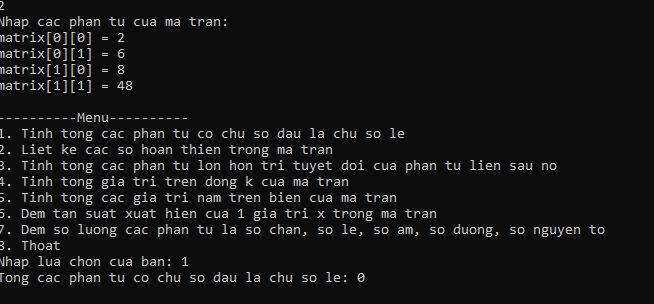 2
Nhap cac phan tu cua ma tran:
matrix[0][0] = 2
matrix[0][1] = 6
matrix[1][0] = 8
matrix[1][1] = 48
----------Menu----------
1. Tinh tong cac phan tu co chu so dau la chu so le
2. Liet ke cac so hoan thien trong ma tran
3. Tinh tong cac phan tu lon hon tri tuyet doi cua phan tu lien sau no
4. Tinh tong gia tri tren dong k cua ma tran
5. Tinh tong cac gia tri nam tren bien cua ma tran
6. Dem tan suat xuat hien cua 1 gia tri x trong ma tran
7. Dem so luong cac phan tu la so chan, so le, so am, so duong, so nguyen to
8. Thoat
Nhap lua chon cua ban: 1
Tong cac phan tu co chu so dau la chu so le: 0